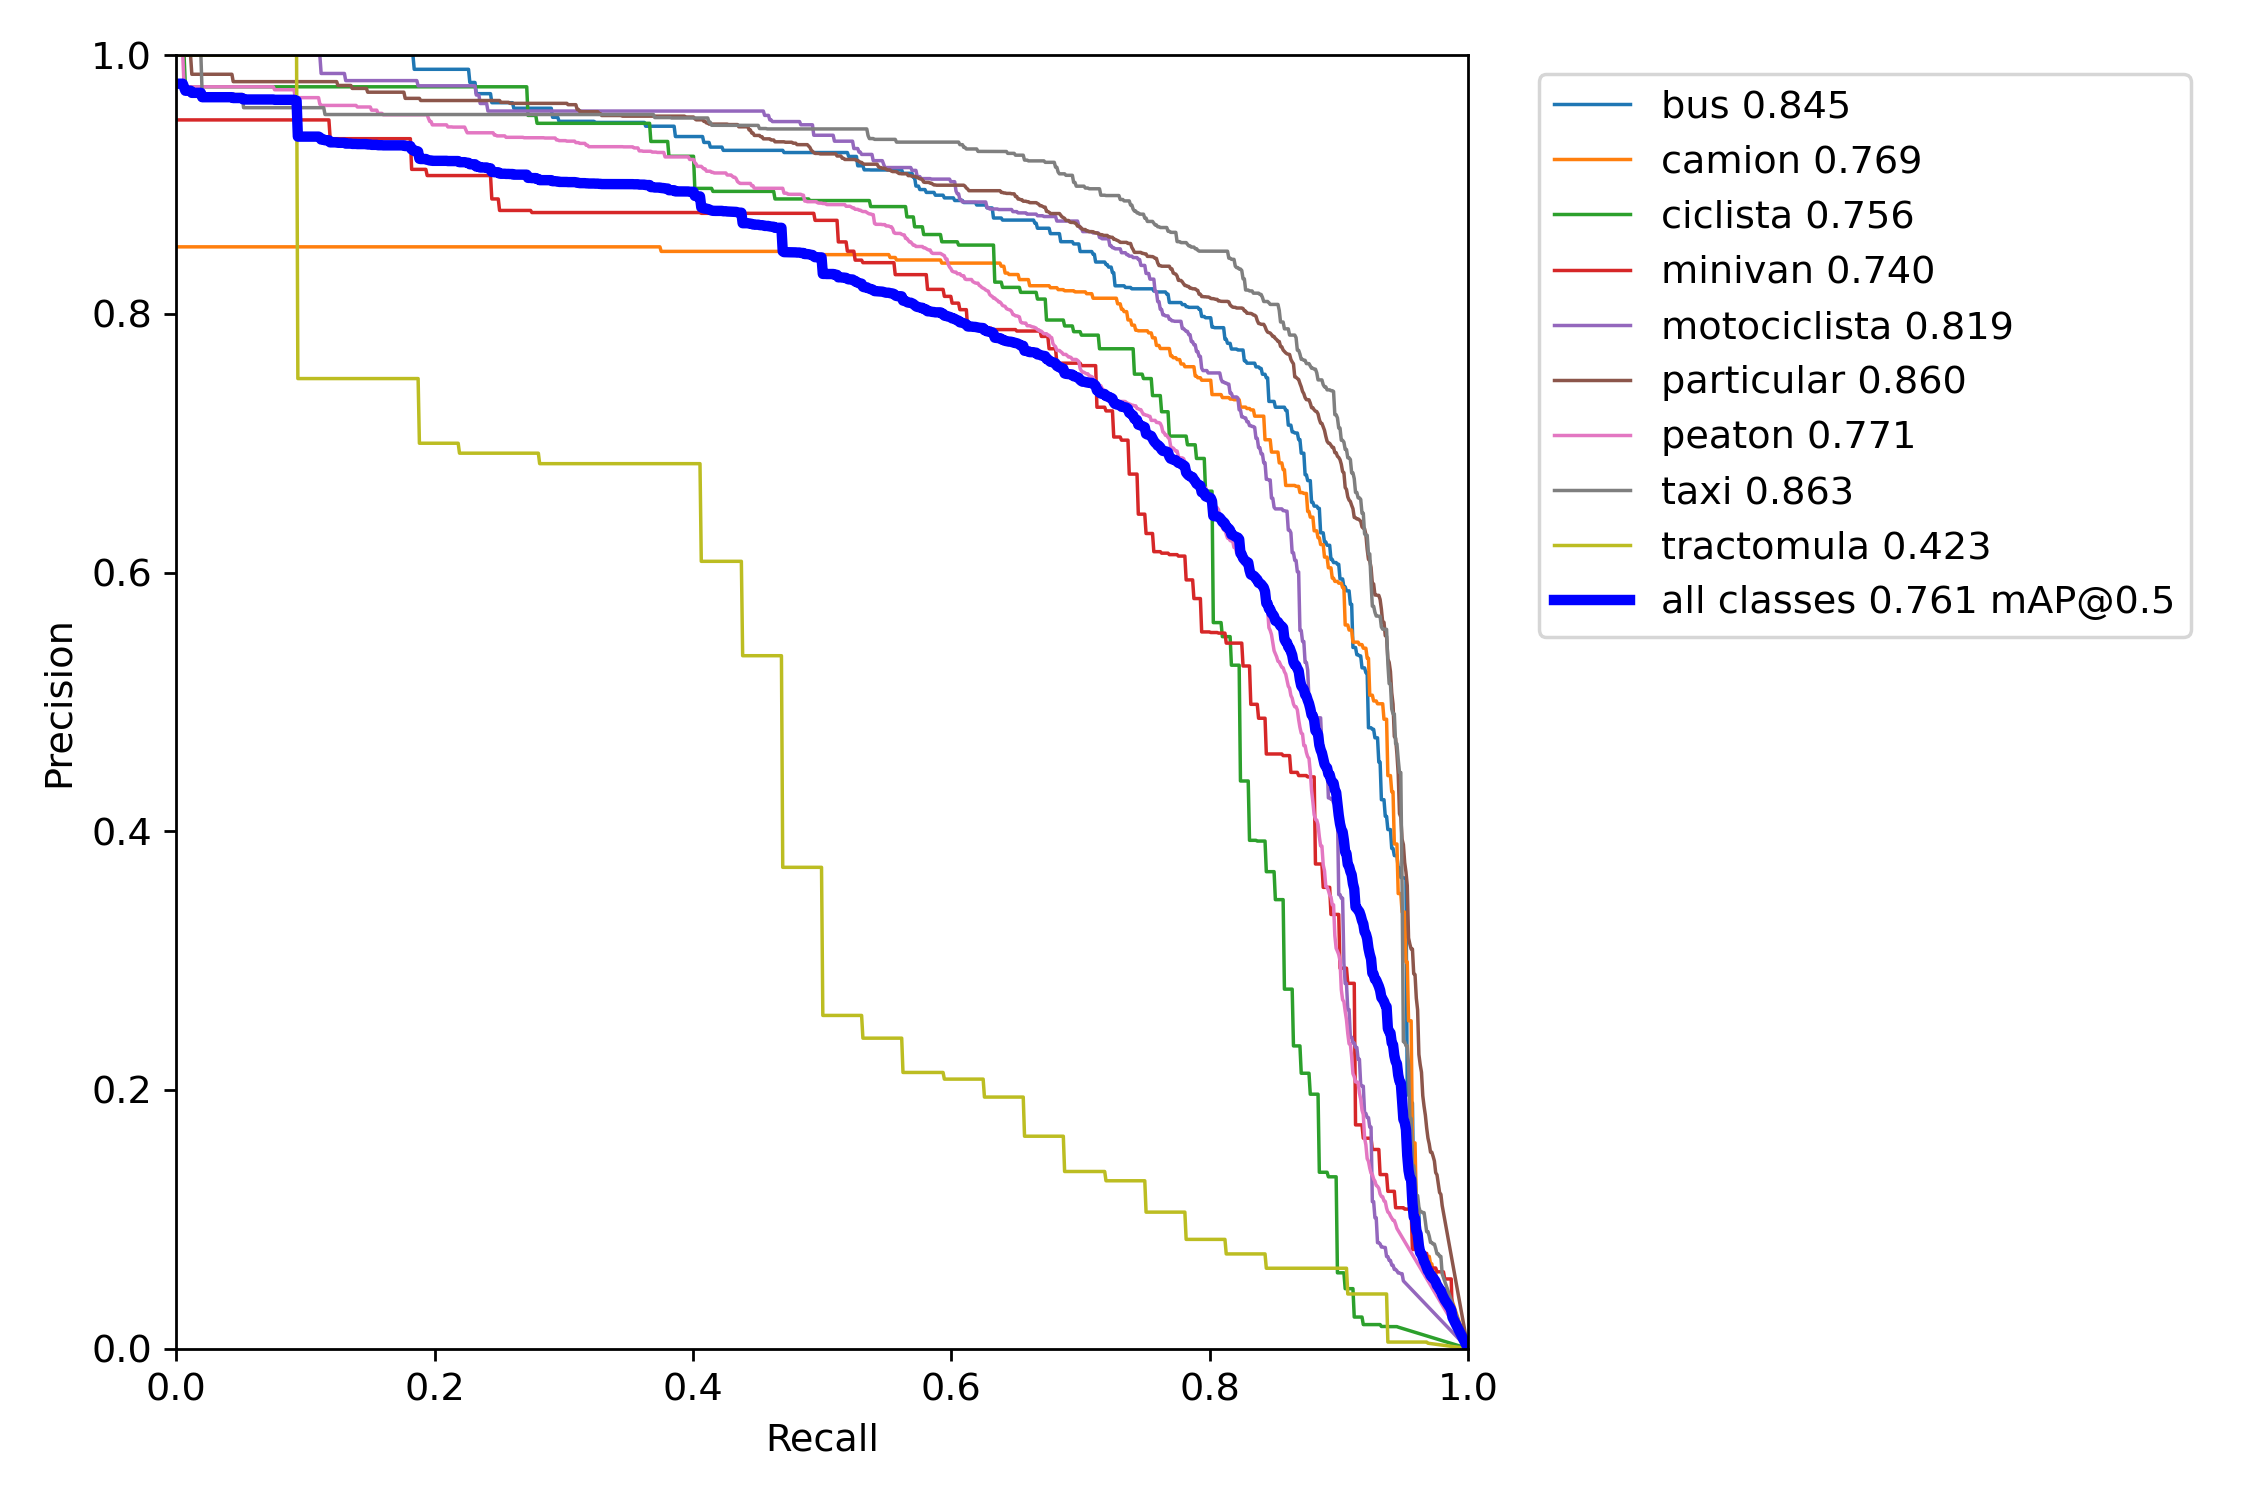 1.0
0.8
0.6
0.4
0.2
0.0
Precision
0.0 0.2 0.4 0.6 0.8 1.0
Recall
bus 0.845
camion 0.769
ciclista 0.756
minivan 0.740
motociclista 0.819
particular 0.860
peaton 0.771
taxi 0.863
tractomula 0.423
all classes 0.761 mAP@0.5